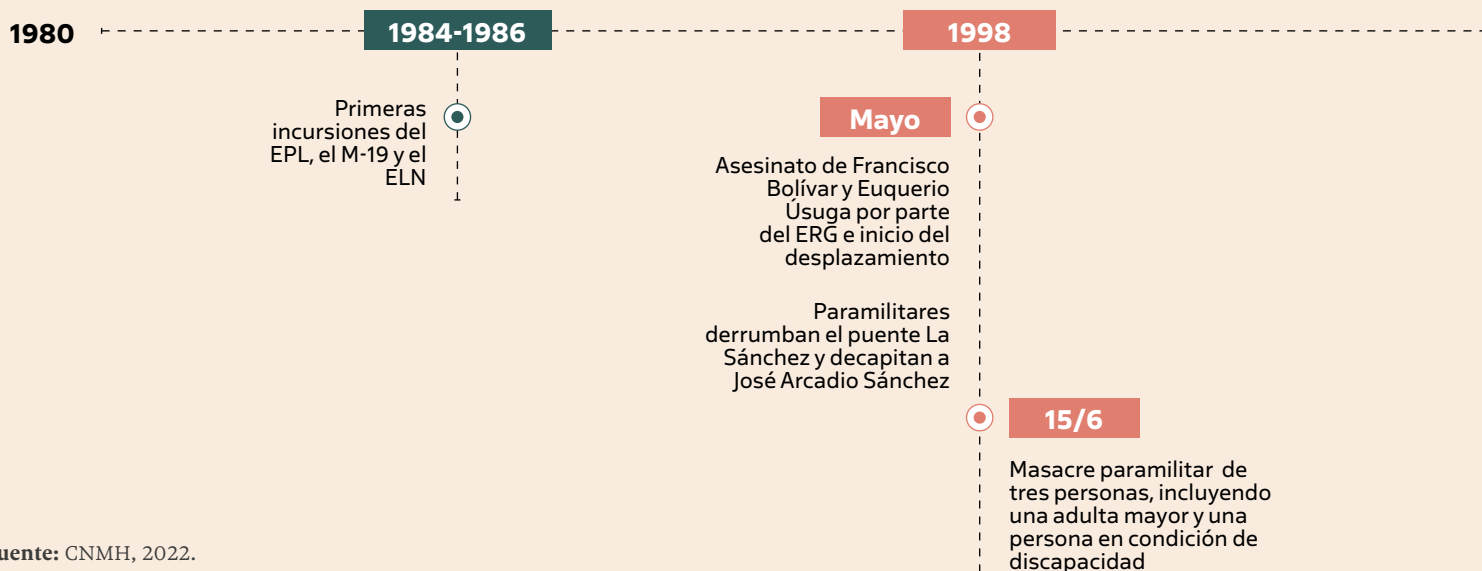 1980
1984-1986
1998
Primeras
incursiones del
EPL, el M-19 y el
ELN
Mayo
Asesinato de Francisco
Bolívar y Euquerio
Úsuga por parte
del ERG e inicio del
desplazamiento
Paramilitares
derrumban el puente La
Sánchez y decapitan a
José Arcadio Sánchez
15/6
Masacre paramilitar de
tres personas, incluyendo
una adulta mayor y una
persona en condición de
discapacidad
uente: CNMH, 2022.